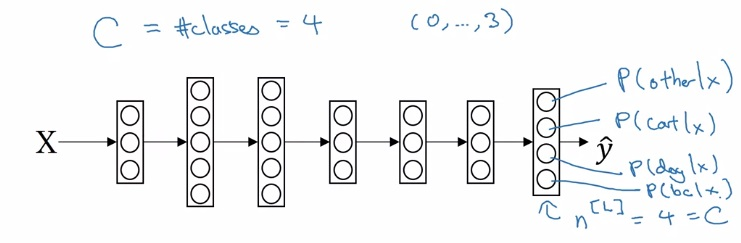 C = #classes = 4 (0, ..., 3)
P(other|x)
P(cat|x)
X
ŷ
P(dog|x)
P(bc|x)
n^[L] = 4 = C